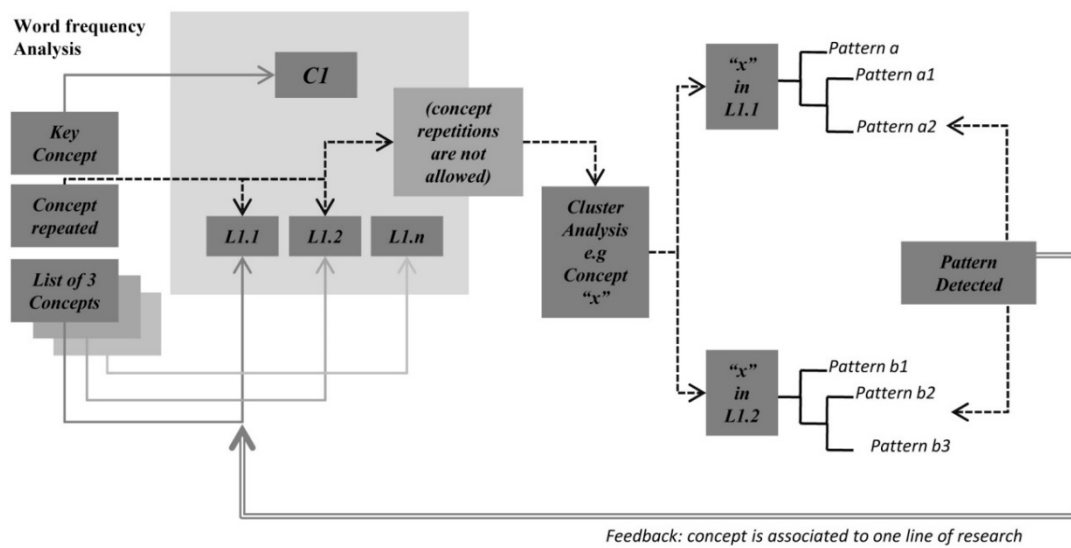 Word frequency
Analysis
C1
Key
Concept
(concept
repetitions
are not
allowed)
Concept
repeated
L1.1
L1.2
L1.n
List of 3
Concepts
Cluster
Analysis
e.g
Concept
“x”
“x”
in
L1.1
Pattern a
Pattern a1
Pattern a2
Pattern
Detected
“x”
in
L1.2
Pattern b1
Pattern b2
Pattern b3
Feedback: concept is associated to one line of research